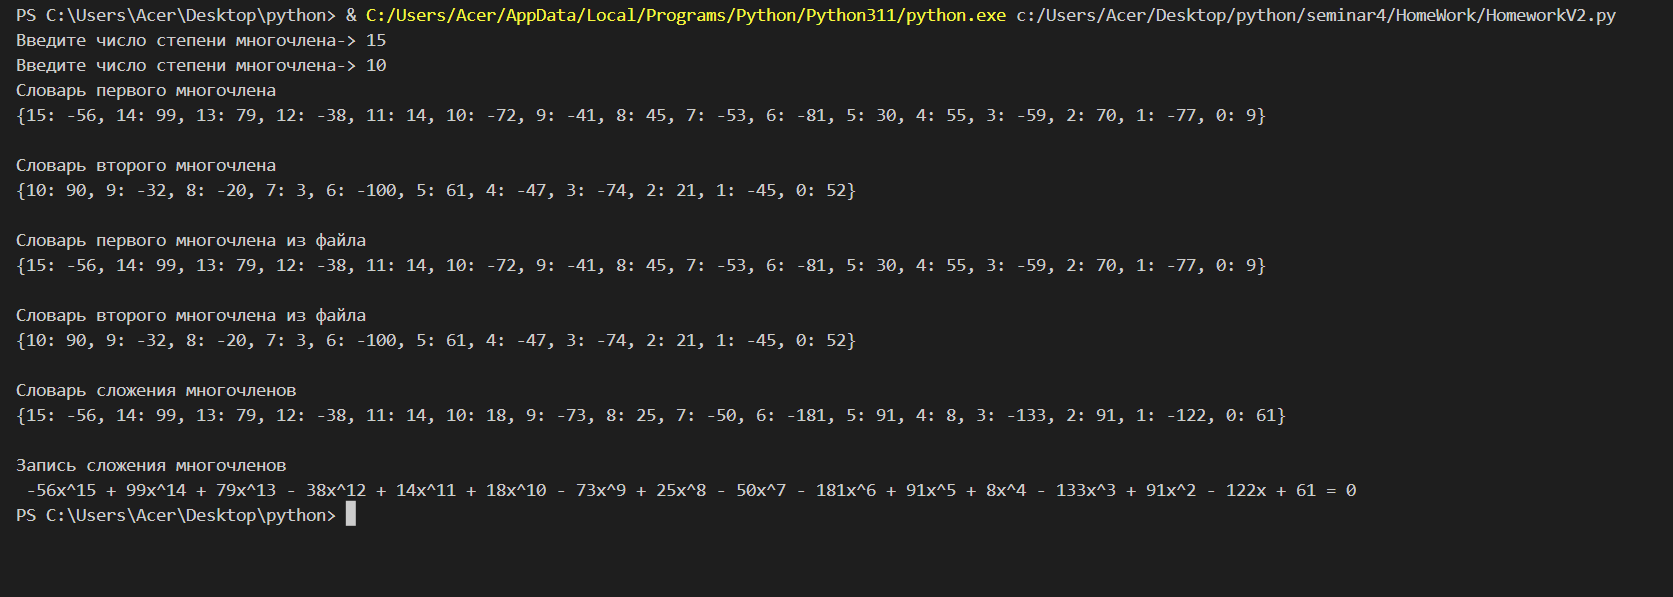 PS C:\Users\Acer\Desktop\python> & C:/Users/Acer/AppData/Local/Programs/Python/Python311/python.exe c:/Users/Acer/Desktop/python/seminar4/HomeWork/HomeworkV2.py
Введите число степени многочлена-> 15
Введите число степени многочлена-> 10
Словарь первого многочлена
{15: -56, 14: 99, 13: 79, 12: -38, 11: 14, 10: -72, 9: -41, 8: 45, 7: -53, 6: -81, 5: 30, 4: 55, 3: -59, 2: 70, 1: -77, 0: 9}
Словарь второго многочлена
{10: 90, 9: -32, 8: -20, 7: 3, 6: -100, 5: 61, 4: -47, 3: -74, 2: 21, 1: -45, 0: 52}
Словарь первого многочлена из файла
{15: -56, 14: 99, 13: 79, 12: -38, 11: 14, 10: -72, 9: -41, 8: 45, 7: -53, 6: -81, 5: 30, 4: 55, 3: -59, 2: 70, 1: -77, 0: 9}
Словарь второго многочлена из файла
{10: 90, 9: -32, 8: -20, 7: 3, 6: -100, 5: 61, 4: -47, 3: -74, 2: 21, 1: -45, 0: 52}
Словарь сложения многочленов
{15: -56, 14: 99, 13: 79, 12: -38, 11: 14, 10: 18, 9: -73, 8: 25, 7: -50, 6: -181, 5: 91, 4: 8, 3: -133, 2: 91, 1: -122, 0: 61}
Запись сложения многочленов
-56x^15 + 99x^14 + 79x^13 - 38x^12 + 14x^11 + 18x^10 - 73x^9 + 25x^8 - 50x^7 - 181x^6 + 91x^5 + 8x^4 - 133x^3 + 91x^2 - 122x + 61 = 0
PS C:\Users\Acer\Desktop\python>